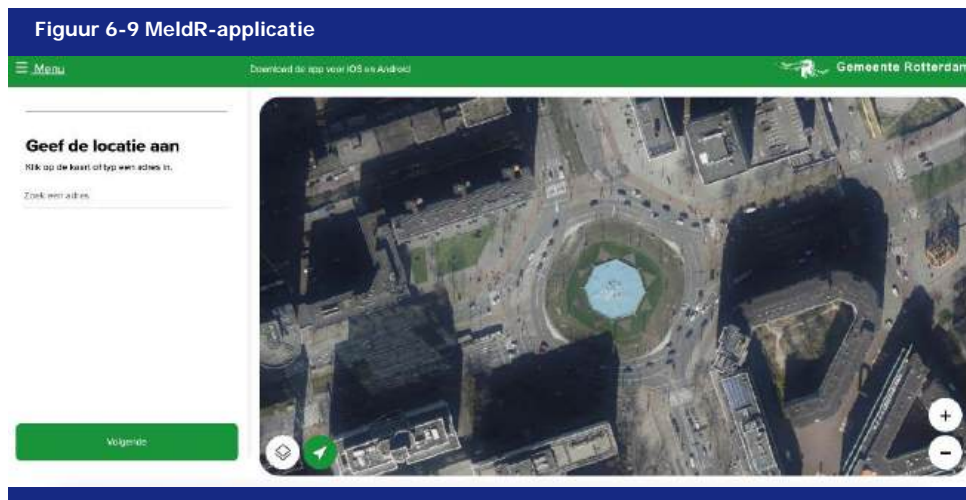 Figuur 6-9 MeldR-applicatie
Menu
Download de app voor iOS en Android
Gemeente Rotterdam
Geef de locatie aan
Klik op de kaart of typ een adres in.
Zoek een adres
Volgende
+
-